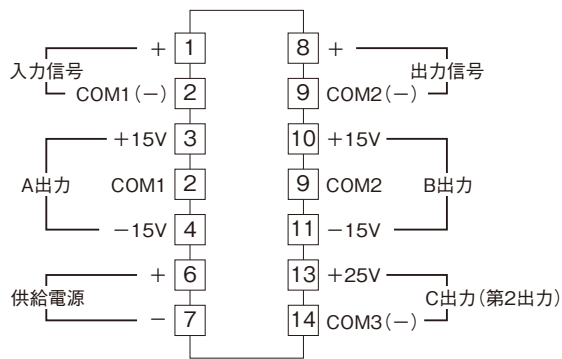 入力信号
+ 1
COM1(−) 2
A出力
+15V 3
COM1 2
−15V 4
供給電源
+ 6
− 7
8 +
9 COM2(−)
出力信号
10 +15V
9 COM2
11 −15V
B出力
13 +25V
14 COM3(−)
C出力(第2出力)